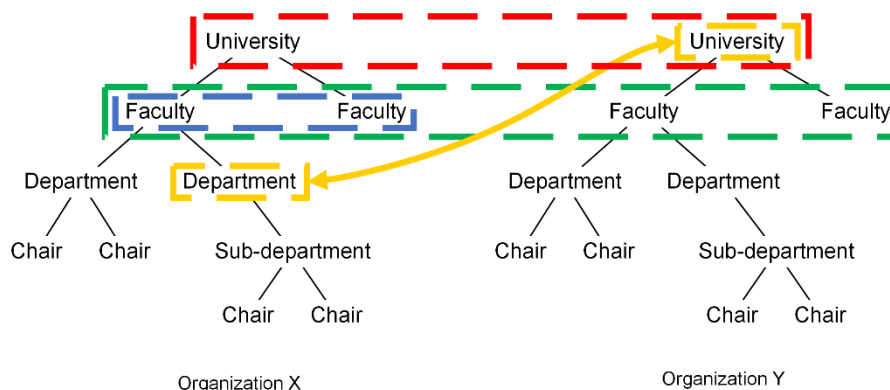 University University
Faculty Faculty Faculty Faculty
Department Department Department Department
Chair Chair Sub-department Chair Chair Sub-department
Chair Chair Chair Chair
Organization X Organization Y